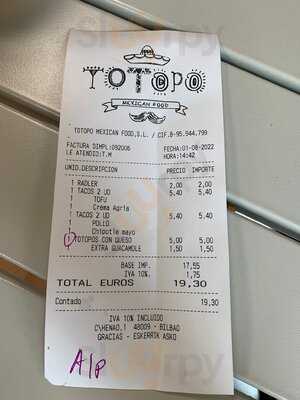 TOTOPO
MEXICAN FOOD
TOTOPO MEXICAN FOOD,S.L. / CIF.B-95.544.799
FACTURA SIMPL:092006 FECHA:01-08-2022
LE ATENDIO:T.M HORA:14:42
UNID.DESCRIPCION PRECIO IMPORTE
1 RADLER 2,00 2,00
1 TACOS 2 UD 5,40 5,40
1 TOFU
1 Crema Agria
1 TACOS 2 UD 5,40 5,40
1 POLLO
1 Chipotle mayo
1 TOTOPOS CON QUESO 5,00 5,00
EXTRA GUACAMOLE 1,50 1,50
BASE IMP. 17,55
IVA 10%. 1,75
TOTAL EUROS 19,30
Contado 19,30
IVA 10% INCLUIDO
C\HENAO,1 48009 - BILBAO
GRACIAS - ESKERRIK ASKO
A/P